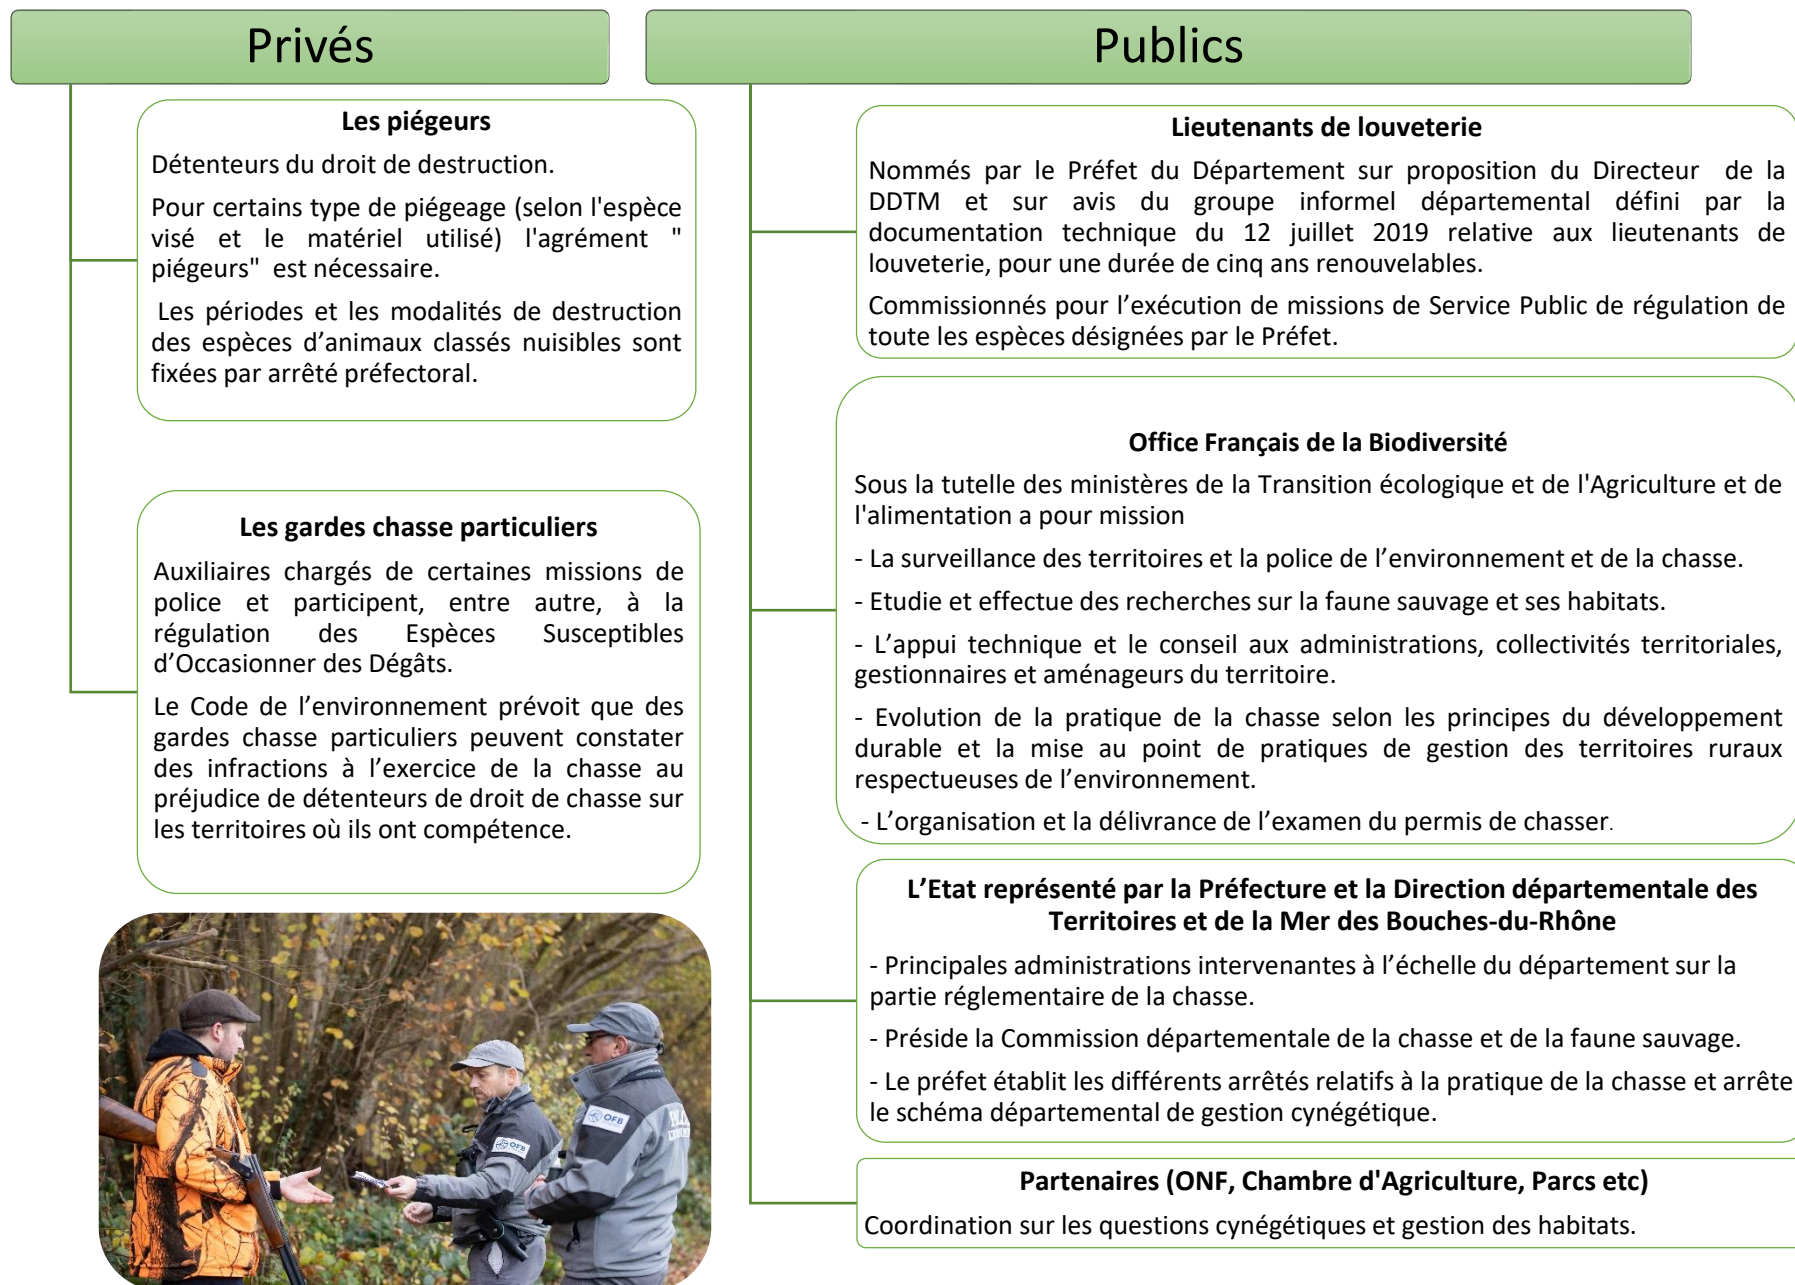 Privés
Les piégeurs
Détenteurs du droit de destruction.
Pour certains type de piégeage (selon l'espèce
visé et le matériel utilisé) l'agrément "
piégeurs" est nécessaire.
Les périodes et les modalités de destruction
des espèces d’animaux classés nuisibles sont
fixées par arrêté préfectoral.
Les gardes chasse particuliers
Auxiliaires chargés de certaines missions de
police et participent, entre autre, à la
régulation des Espèces Susceptibles
d’Occasionner des Dégâts.
Le Code de l’environnement prévoit que des
gardes chasse particuliers peuvent constater
des infractions à l’exercice de la chasse au
préjudice de détenteurs de droit de chasse sur
les territoires où ils ont compétence.
OFB
OFB
Publics
Lieutenants de louveterie
Nommés par le Préfet du Département sur proposition du Directeur de la
DDTM et sur avis du groupe informel départemental défini par la
documentation technique du 12 juillet 2019 relative aux lieutenants de
louveterie, pour une durée de cinq ans renouvelables.
Commissionnés pour l’exécution de missions de Service Public de régulation de
toute les espèces désignées par le Préfet.
Office Français de la Biodiversité
Sous la tutelle des ministères de la Transition écologique et de l'Agriculture et de
l'alimentation a pour mission
- La surveillance des territoires et la police de l’environnement et de la chasse.
- Etudie et effectue des recherches sur la faune sauvage et ses habitats.
- L’appui technique et le conseil aux administrations, collectivités territoriales,
gestionnaires et aménageurs du territoire.
- Evolution de la pratique de la chasse selon les principes du développement
durable et la mise au point de pratiques de gestion des territoires ruraux
respectueuses de l’environnement.
- L’organisation et la délivrance de l’examen du permis de chasser.
L’Etat représenté par la Préfecture et la Direction départementale des
Territoires et de la Mer des Bouches-du-Rhône
- Principales administrations intervenantes à l’échelle du département sur la
partie réglementaire de la chasse.
- Préside la Commission départementale de la chasse et de la faune sauvage.
- Le préfet établit les différents arrêtés relatifs à la pratique de la chasse et arrête
le schéma départemental de gestion cynégétique.
Partenaires (ONF, Chambre d'Agriculture, Parcs etc)
Coordination sur les questions cynégétiques et gestion des habitats.